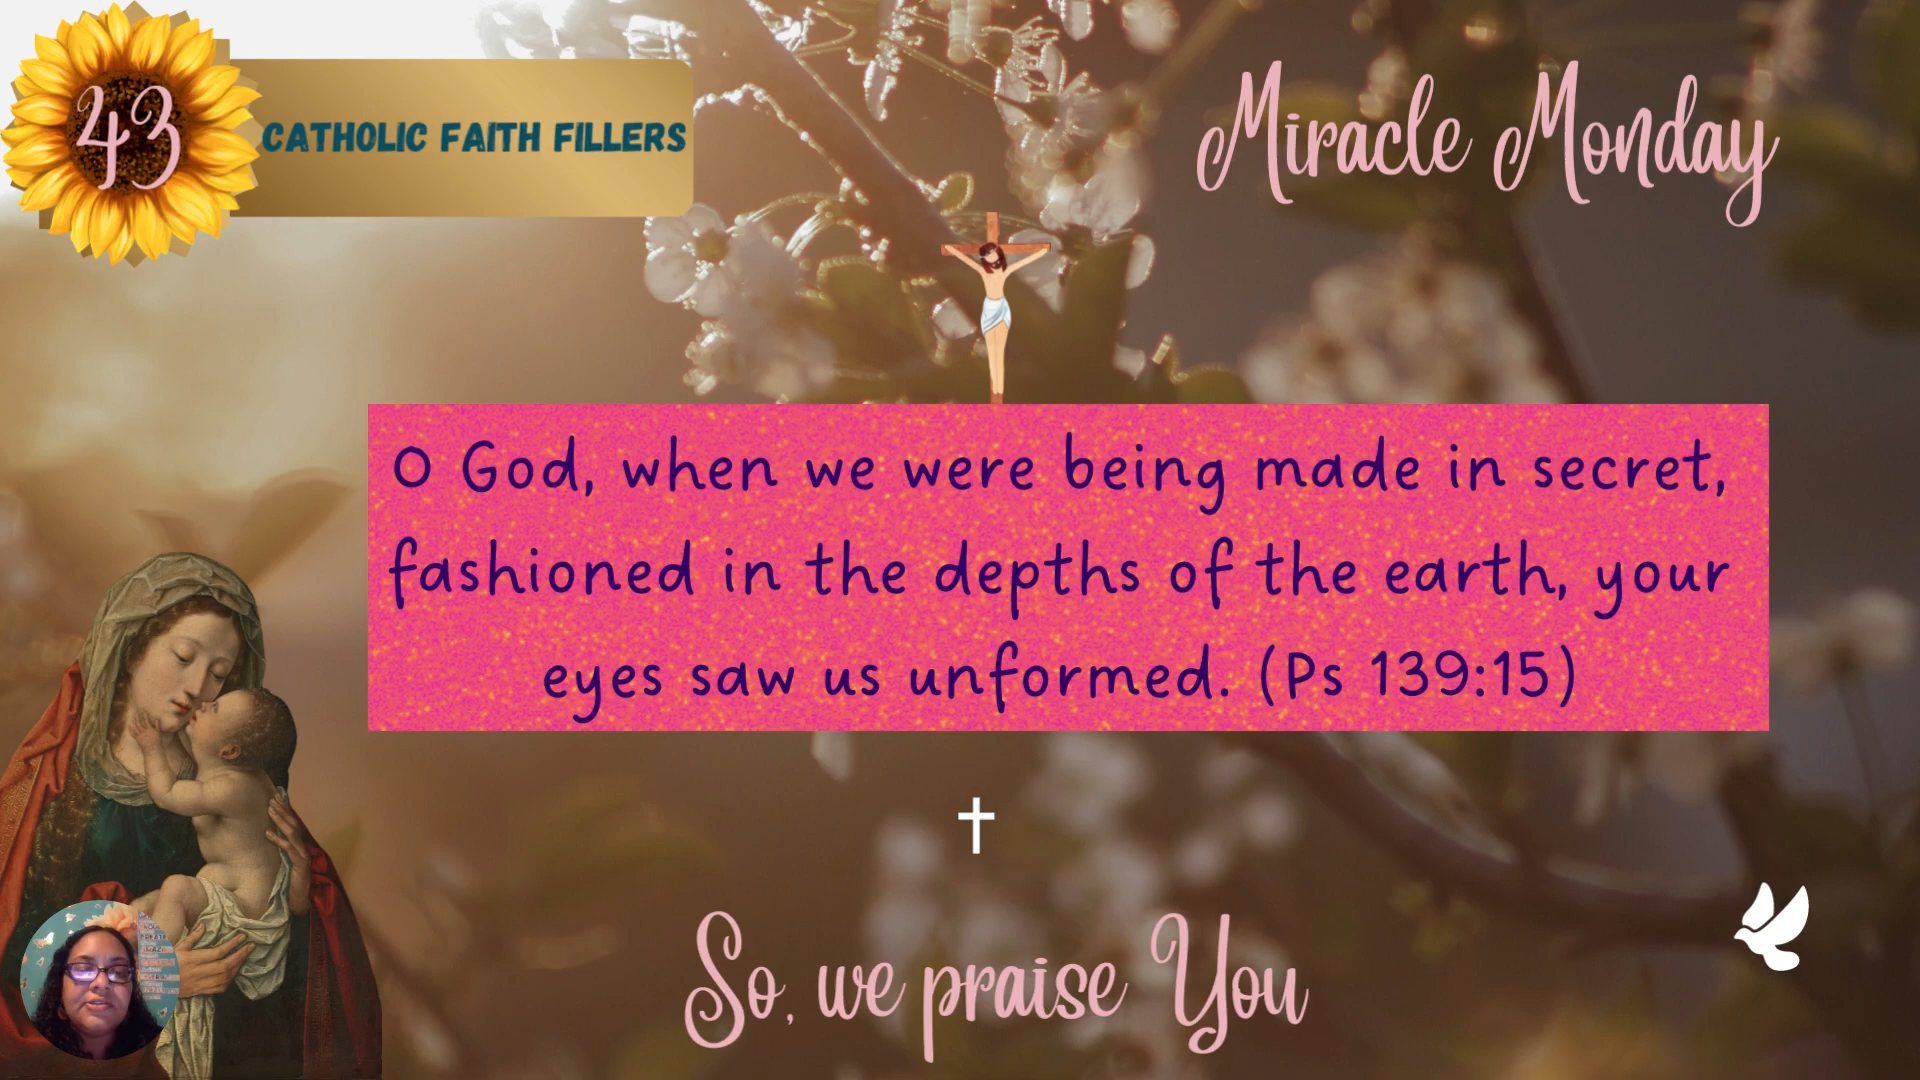 43
CATHOLIC FAITH FILLERS
Miracle Monday
O God, when we were being made in secret,
fashioned in the depths of the earth, your
eyes saw us unformed. (Ps 139:15)
So, we praise You